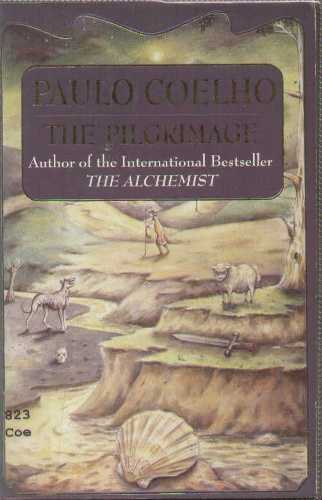 PAULO COELHO
THE PILGRIMAGE
Author of the International Bestseller
THE ALCHEMIST
823
Coe